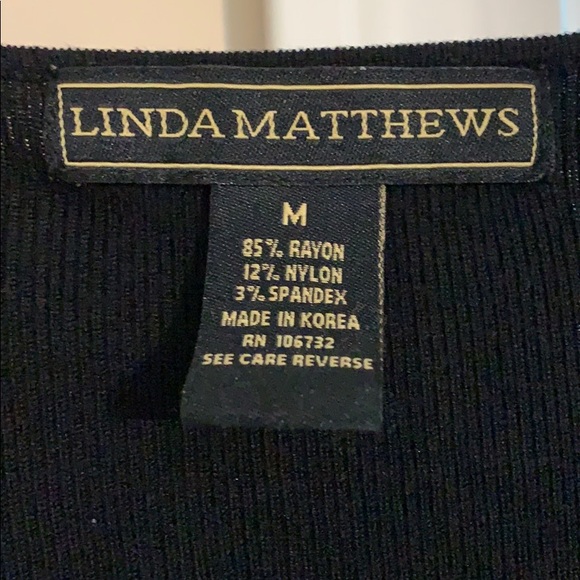 LINDA MATTHEWS
M
85% RAYON
12% NYLON
3% SPANDEX
MADE IN KOREA
RN 106732
SEE CARE REVERSE